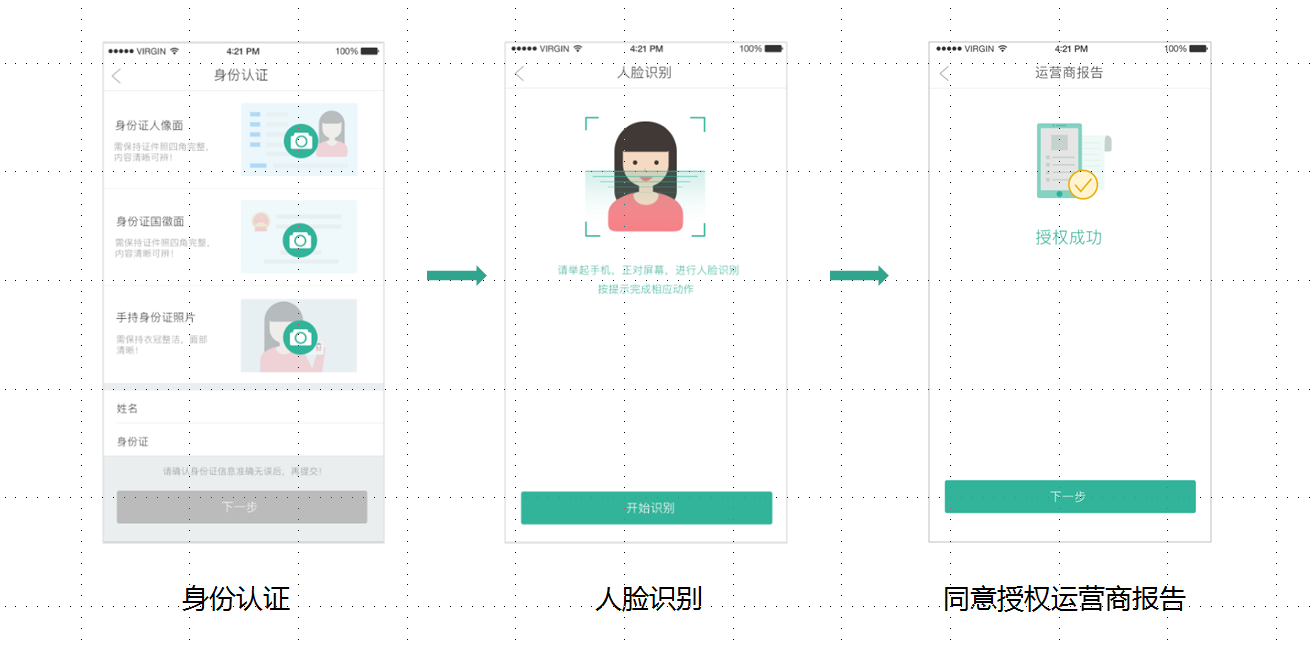 ●●●●● VIRGIN 4:21 PM 100%
身份认证
身份证人像面
需保持证件照四角完整,
内容清晰可辨!
身份证国徽面
需保持证件照四角完整,
内容清晰可辨!
手持身份证照片
需保持衣冠整洁, 面部
清晰!
姓名
身份证
请确认身份证信息准确无误后, 再提交!
下一步
身份认证
●●●●● VIRGIN 4:21 PM 100%
人脸识别
请举起手机, 正对屏幕, 进行人脸识别
按提示完成相应动作
开始识别
人脸识别
●●●●● VIRGIN 4:21 PM 100%
运营商报告
授权成功
下一步
同意授权运营商报告